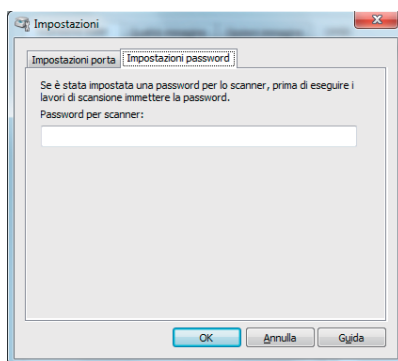 Impostazioni
Impostazioni porta Impostazioni password
Se è stata impostata una password per lo scanner, prima di eseguire i
lavori di scansione immettere la password.
Password per scanner:
OK Annulla Guida